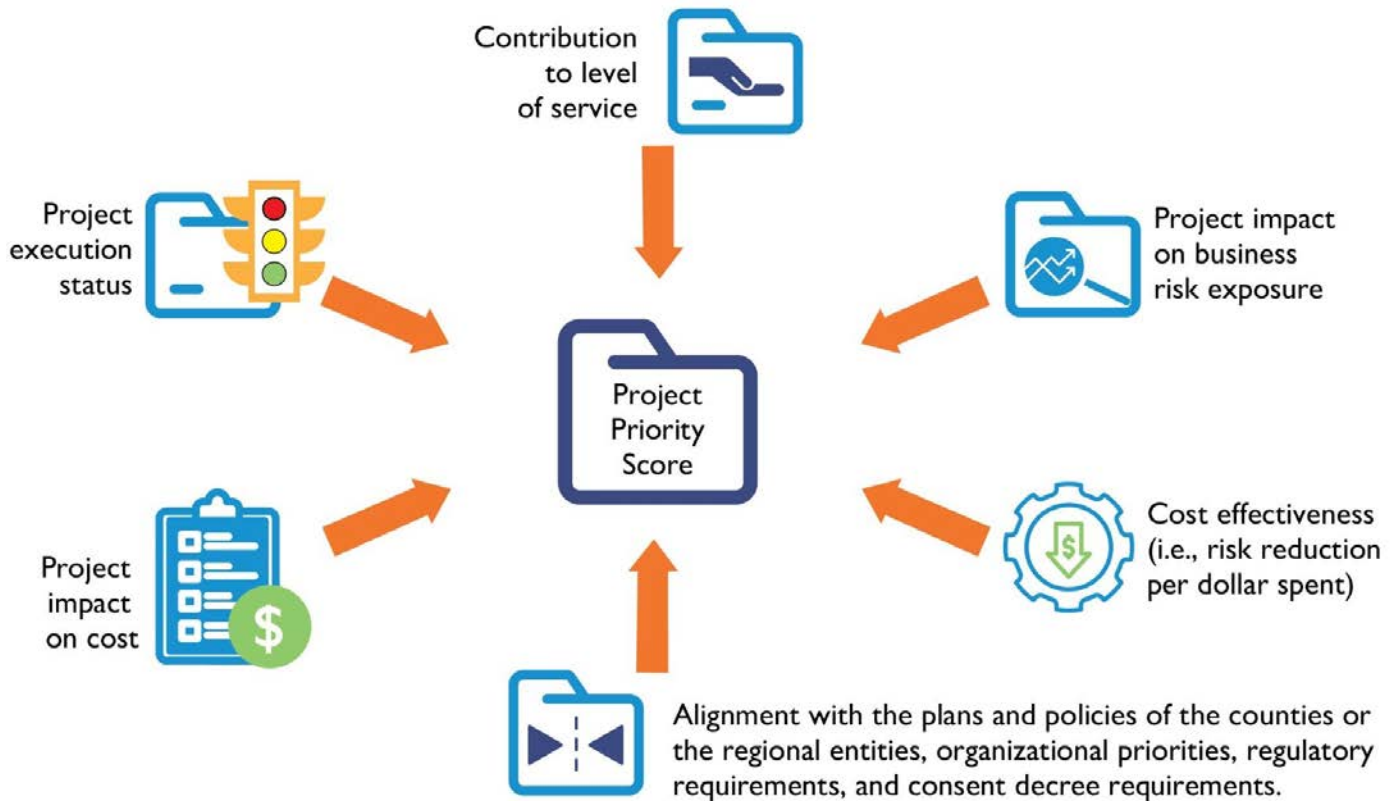 Contribution
to level
of service
Project
execution
status
Project impact
on business
risk exposure
Project
Priority
Score
Project
impact
on cost
$
$
Cost effectiveness
(i.e., risk reduction
per dollar spent)
Alignment with the plans and policies of the counties or
the regional entities, organizational priorities, regulatory
requirements, and consent decree requirements.